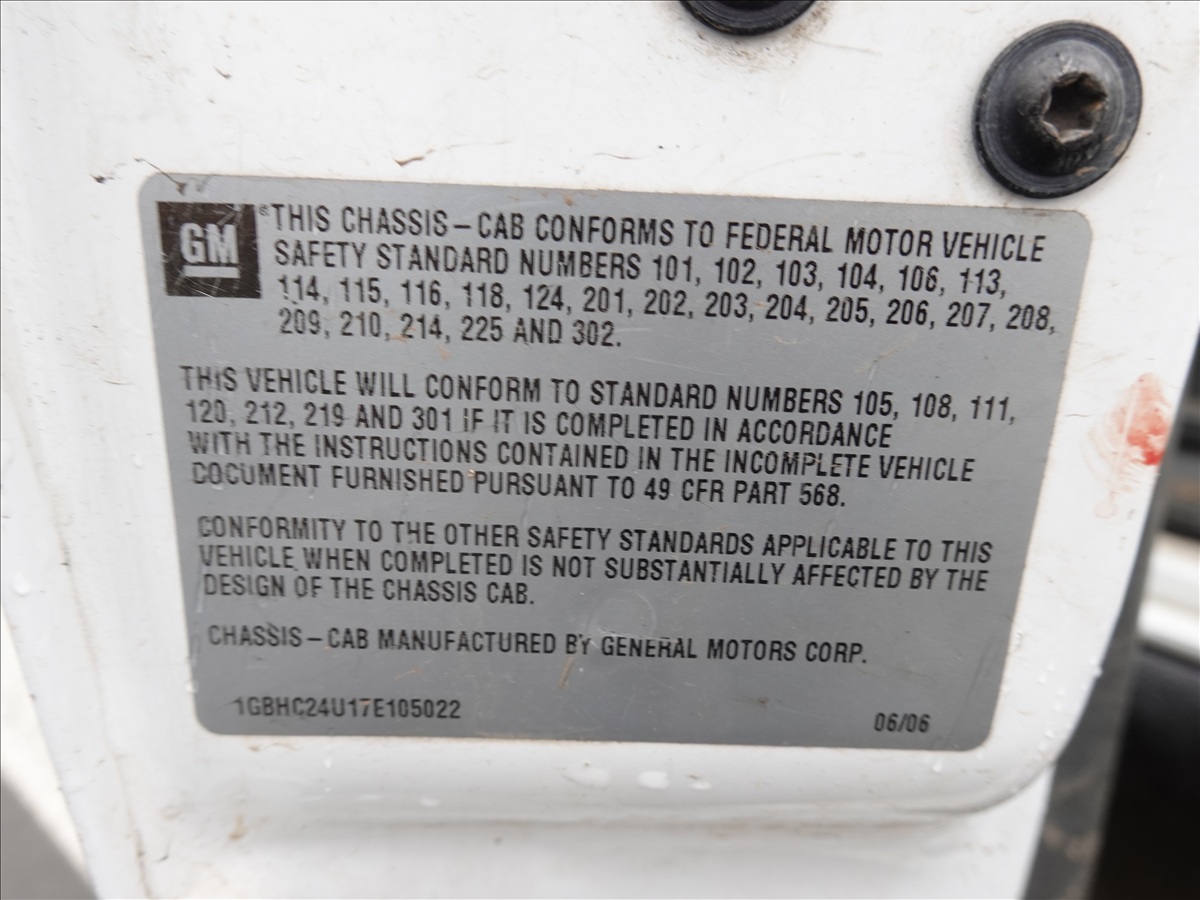 GM
®THIS CHASSIS-CAB CONFORMS TO FEDERAL MOTOR VEHICLE
SAFETY STANDARD NUMBERS 101, 102, 103, 104, 106, 113,
114, 115, 116, 118, 124, 201, 202, 203, 204, 205, 206, 207, 208,
209, 210, 214, 225 AND 302.
THIS VEHICLE WILL CONFORM TO STANDARD NUMBERS 105, 108, 111,
120, 212, 219 AND 301 IF IT IS COMPLETED IN ACCORDANCE
WITH THE INSTRUCTIONS CONTAINED IN THE INCOMPLETE VEHICLE
DOCUMENT FURNISHED PURSUANT TO 49 CFR PART 568.
CONFORMITY TO THE OTHER SAFETY STANDARDS APPLICABLE TO THIS
VEHICLE WHEN COMPLETED IS NOT SUBSTANTIALLY AFFECTED BY THE
DESIGN OF THE CHASSIS CAB.
CHASSIS-CAB MANUFACTURED BY GENERAL MOTORS CORP.
1GBHC24U17E105022
06/06